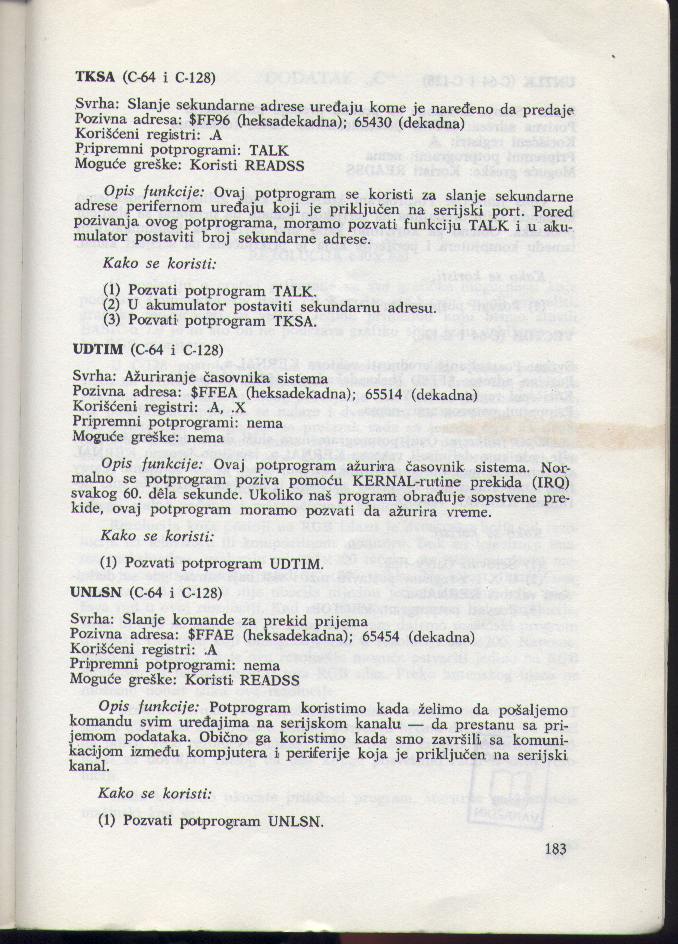 TKSA (C-64 i C-128)
Svrha: Slanje sekundarne adrese uređaju kome je naređeno da predaje
Pozivna adresa: $FF96 (heksadekadna); 65430 (dekadna)
Korišćeni registri: .A
Pripremni potprogrami: TALK
Moguće greške: Koristi READSS
Opis funkcije: Ovaj potprogram se koristi za slanje sekundarne
adrese perifernom uređaju koji je priključen na serijski port. Pored
pozivanja ovog potprograma, moramo pozvati funkciju TALK i u aku-
mulator postaviti broj sekundarne adrese.
Kako se koristi:
(1) Pozvati potprogram TALK.
(2) U akumulator postaviti sekundarnu adresu.
(3) Pozvati potprogram TKSA.
UDTIM (C-64 i C-128)
Svrha: Ažuriranje časovnika sistema
Pozivna adresa: $FFEA (heksadekadna); 65514 (dekadna)
Korišćeni registri: .A, .X
Pripremni potprogrami: nema
Moguće greške: nema
Opis funkcije: Ovaj potprogram ažurira časovnik sistema. Nor-
malno se potprogram poziva pomoću KERNAL-rutine prekida (IRQ)
svakog 60. dêla sekunde. Ukoliko naš program obrađuje sopstvene pre-
kide, ovaj potprogram moramo pozvati da ažurira vreme.
Kako se koristi:
(1) Pozvati potprogram UDTIM.
UNLSN (C-64 i C-128)
Svrha: Slanje komande za prekid prijema
Pozivna adresa: $FFAE (heksadekadna); 65454 (dekadna)
Korišćeni registri: .A
Pripremni potprogrami: nema
Moguće greške: Koristi READSS
Opis funkcije: Potprogram koristimo kada želimo da pošaljemo
komandu svim uređajima na serijskom kanalu — da prestanu sa pri-
jemom podataka. Obično ga koristimo kada smo završili sa komuni-
kacijom između kompjutera i periferije koja je priključen na serijski
kanal.
Kako se koristi:
(1) Pozvati potprogram UNLSN.
183